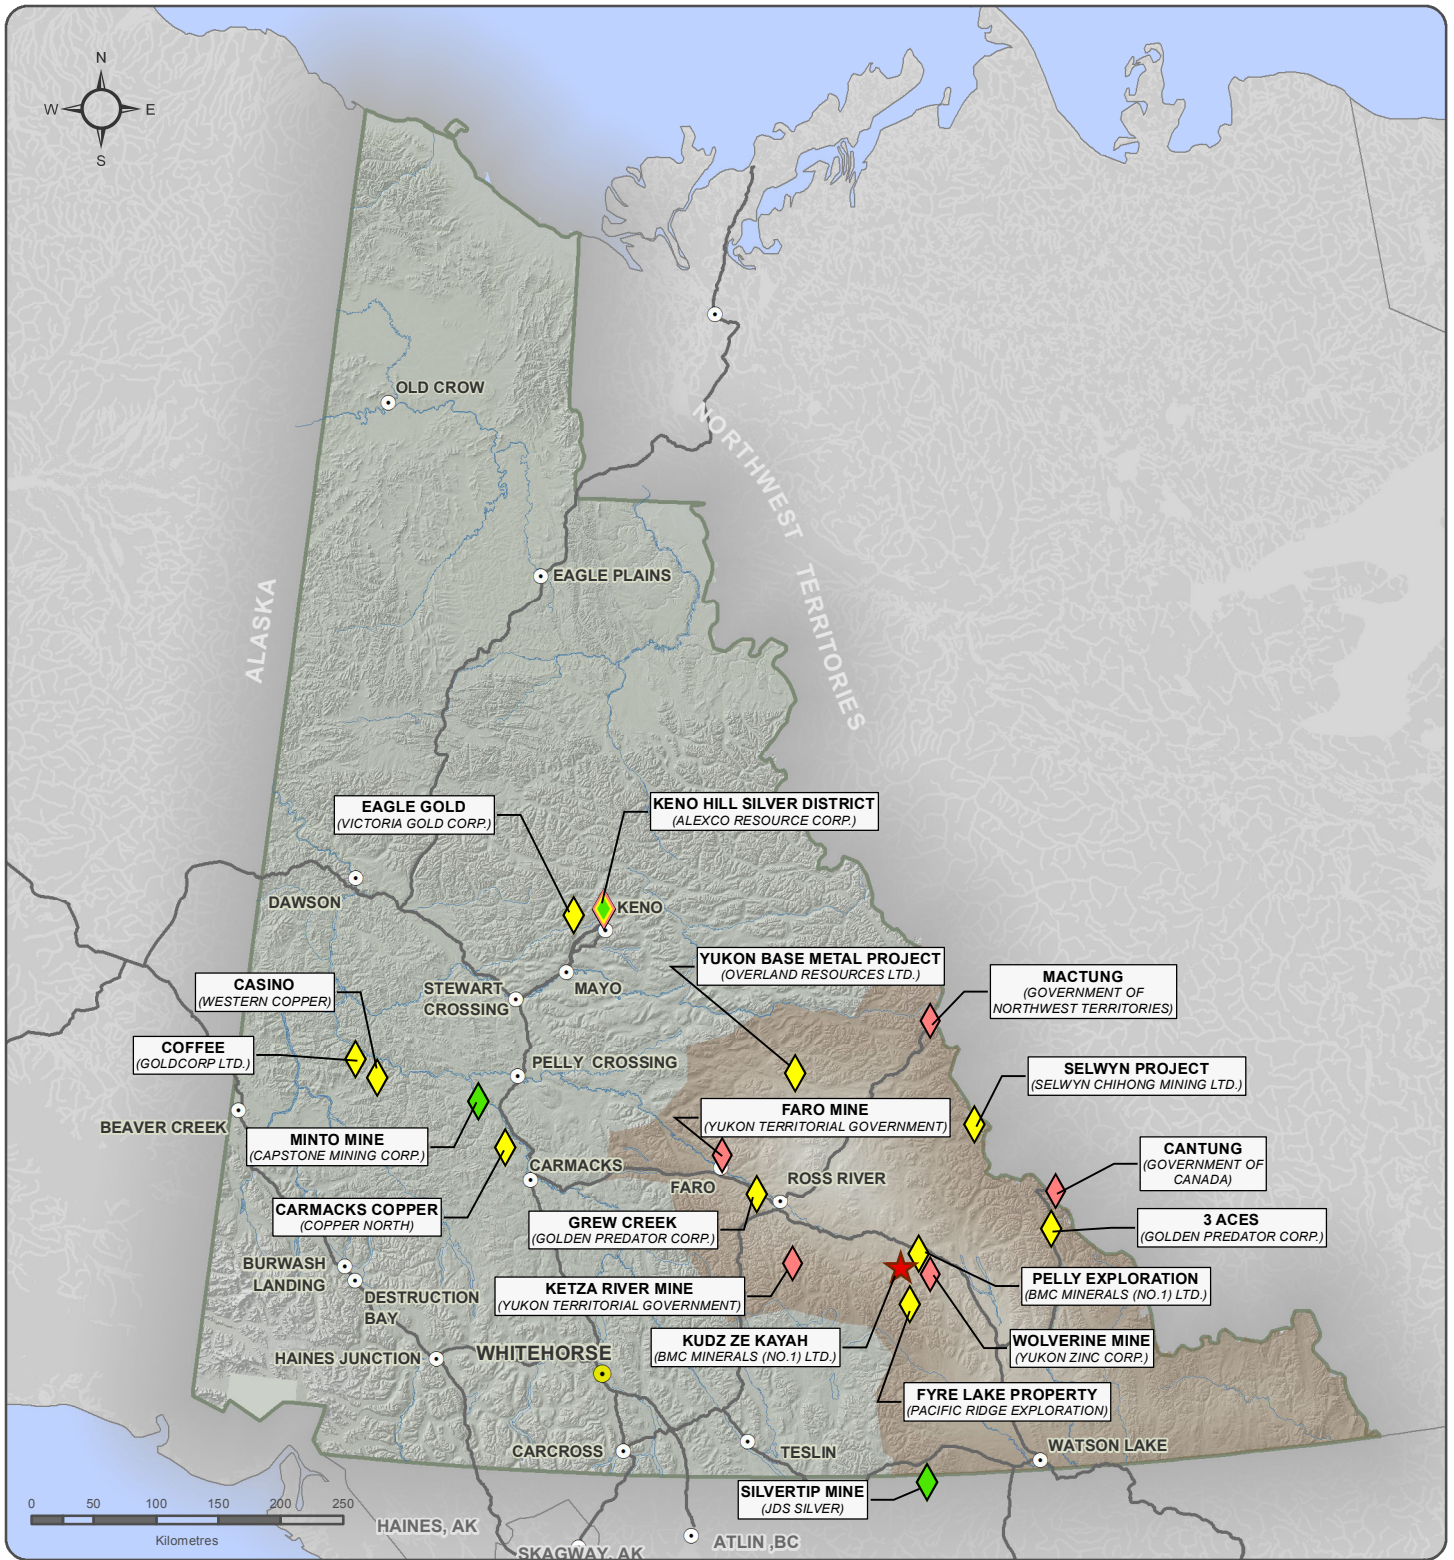 N
W E
S
OLD CROW
NORTHWEST TERRITORIES
EAGLE PLAINS
ALASKA
EAGLE GOLD
(VICTORIA GOLD CORP.)
KENO HILL SILVER DISTRICT
(ALEXCO RESOURCE CORP.)
DAWSON
KENO
YUKON BASE METAL PROJECT
(OVERLAND RESOURCES LTD.)
MACTUNG
(GOVERNMENT OF
NORTHWEST TERRITORIES)
CASINO
(WESTERN COPPER)
STEWART
CROSSING
MAYO
COFFEE
(GOLDCORP LTD.)
PELLY CROSSING
SELWYN PROJECT
(SELWYN CHIHONG MINING LTD.)
BEAVER CREEK
FARO MINE
(YUKON TERRITORIAL GOVERNMENT)
MINTO MINE
(CAPSTONE MINING CORP.)
CANTUNG
(GOVERNMENT OF
CANADA)
CARMACKS
FARO
ROSS RIVER
CARMACKS COPPER
(COPPER NORTH)
GREW CREEK
(GOLDEN PREDATOR CORP.)
3 ACES
(GOLDEN PREDATOR CORP.)
BURWASH
LANDING
DESTRUCTION
BAY
KETZA RIVER MINE
(YUKON TERRITORIAL GOVERNMENT)
PELLY EXPLORATION
(BMC MINERALS (NO.1) LTD.)
HAINES JUNCTION
WHITEHORSE
KUDZ ZE KAYAH
(BMC MINERALS (NO.1) LTD.)
WOLVERINE MINE
(YUKON ZINC CORP.)
FYRE LAKE PROPERTY
(PACIFIC RIDGE EXPLORATION)
CARCROSS
TESLIN
WATSON LAKE
SILVERTIP MINE
(JDS SILVER)
0 50 100 150 200 250
Kilometres
HAINES, AK
SKAGWAY, AK
ATLIN ,BC